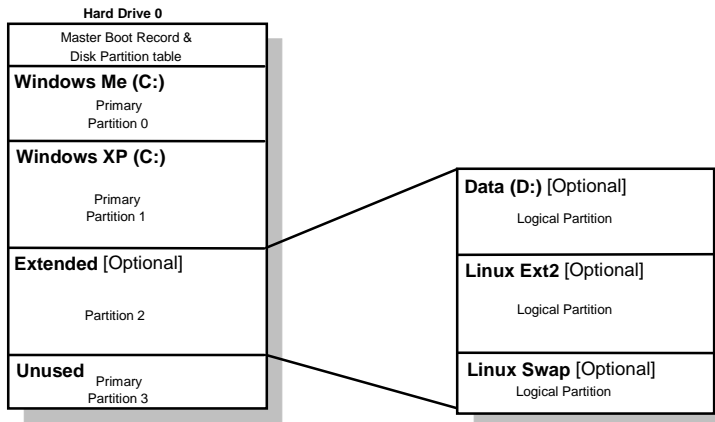 Hard Drive 0
Master Boot Record &
Disk Partition table
Windows Me (C:)
Primary
Partition 0
Windows XP (C:)
Primary
Partition 1
Extended [Optional]
Partition 2
Unused
Primary
Partition 3
Data (D:) [Optional]
Logical Partition
Linux Ext2 [Optional]
Logical Partition
Linux Swap [Optional]
Logical Partition